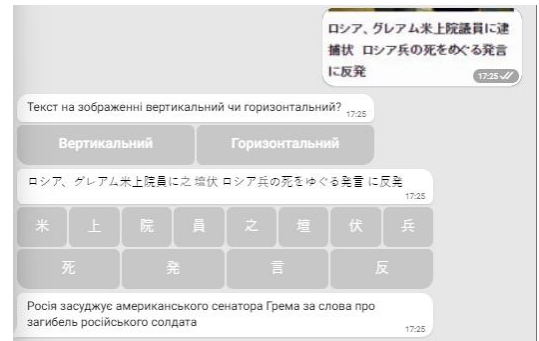 ロシア、グレアム米上院議員に逮
捕状 ロシア兵の死をめぐる発言
に反発
17:25
Текст на зображенні вертикальний чи горизонтальний?
17:25
Вертикальний Горизонтальний
ロシア、グレアム米上院員に之 壇伏 ロシア兵の死をゆぐる発言 に反発
17:25
米 上 院 員 之 壇 伏 兵
死 発 言 反
Росія засуджує американського сенатора Грема за слова про
загибель російського солдата
17:25